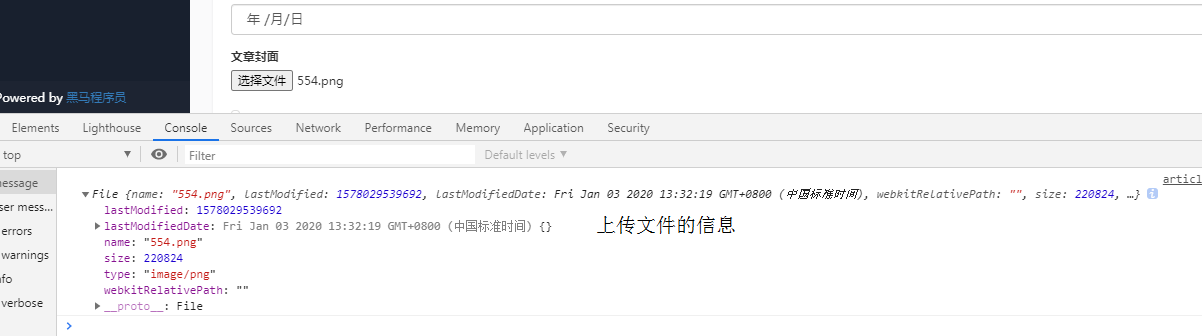 年 /月/日
文章封面
选择文件 554.png
Powered by 黑马程序员
Elements Lighthouse Console Sources Network Performance Memory Application Security
top Filter Default levels
message
ser mess...
errors
warnings
nfo
verbose
articl
File {name: "554.png", lastModified: 1578029539692, lastModifiedDate: Fri Jan 03 2020 13:32:19 GMT+0800 (中国标准时间), webkitRelativePath: "", size: 220824, …}
lastModified: 1578029539692
lastModifiedDate: Fri Jan 03 2020 13:32:19 GMT+0800 (中国标准时间) {}
上传文件的信息
name: "554.png"
size: 220824
type: "image/png"
webkitRelativePath: ""
__proto__: File